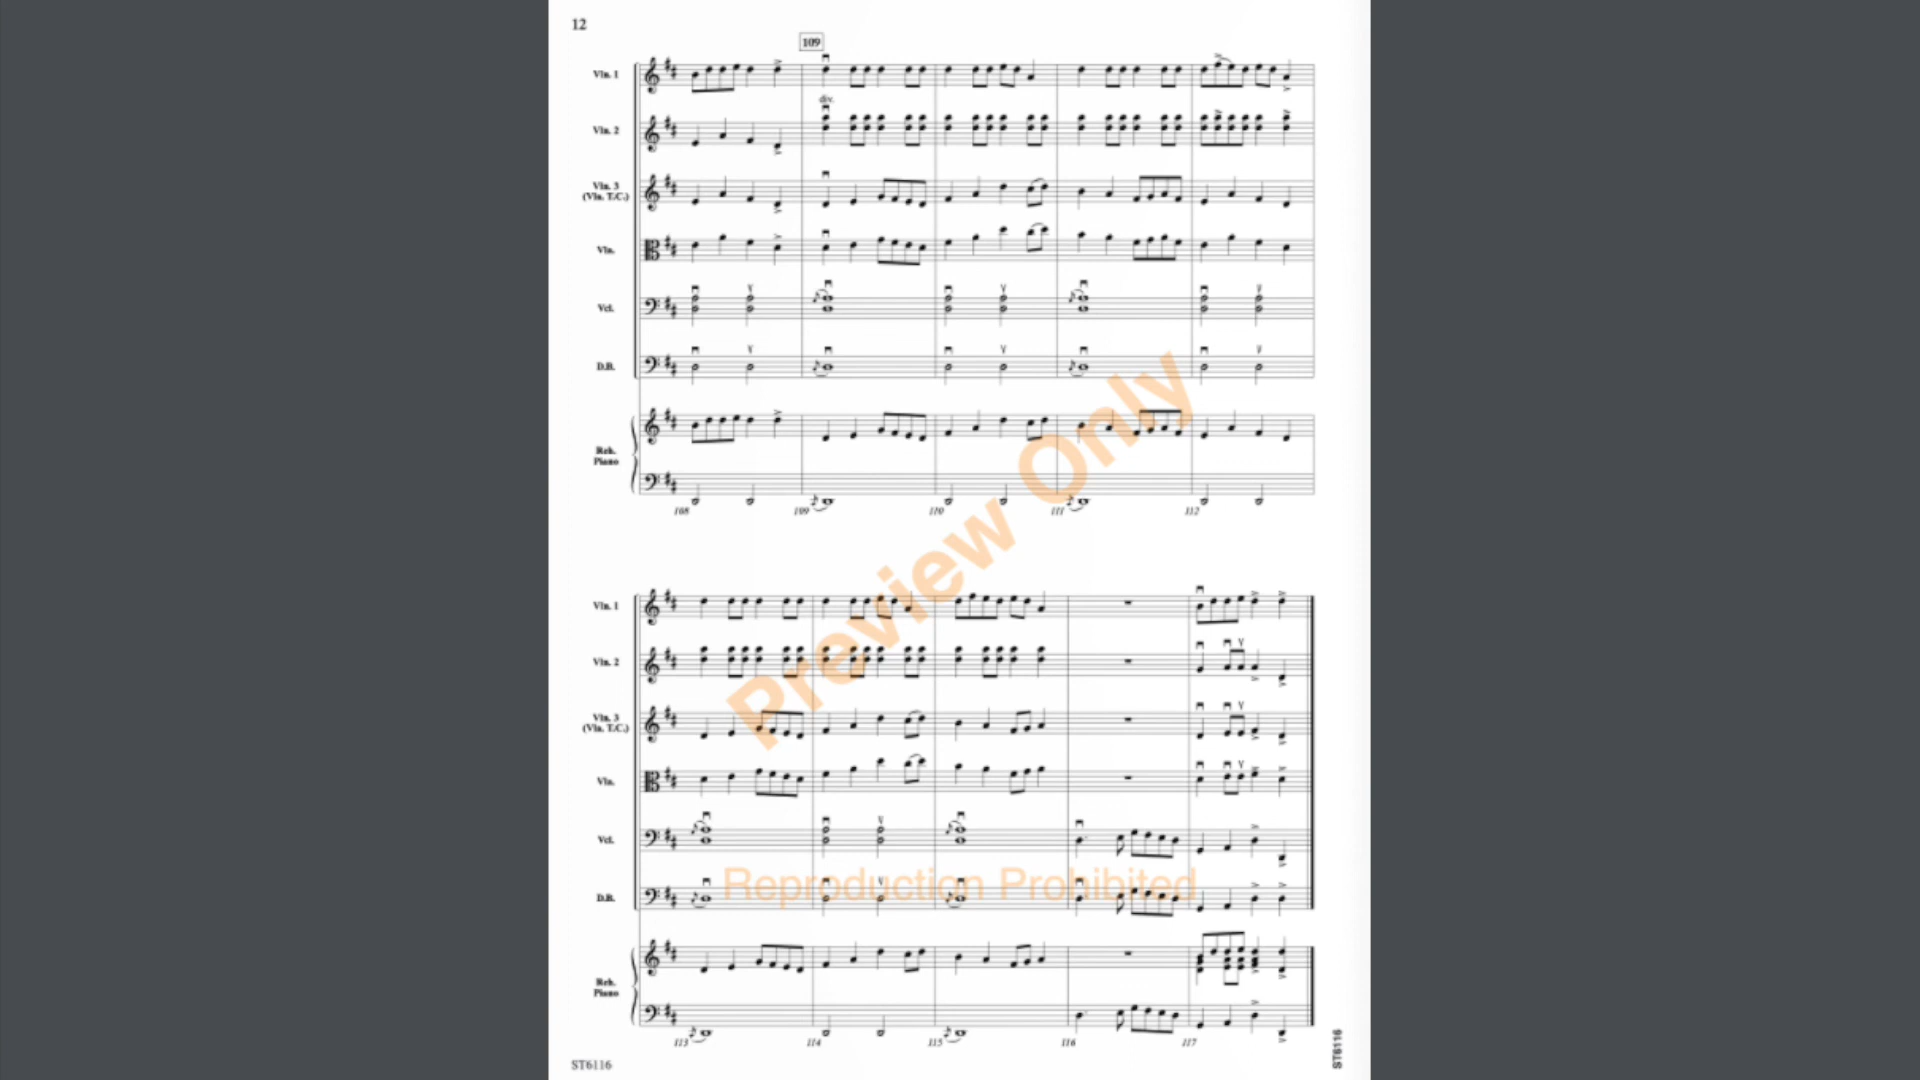 12
109
Vln. 1
div.
Vln. 2
Vln. 3
(Vla. T.C.)
Vla.
Vcl.
D.B.
Reh.
Piano
108 109 110 111 112
Preview Only
Vln. 1
Vln. 2
Vln. 3
(Vla. T.C.)
Vla.
Vcl.
Reproduction Prohibited
D.B.
Reh.
Piano
113 114 115 116 117
ST6116
ST6116